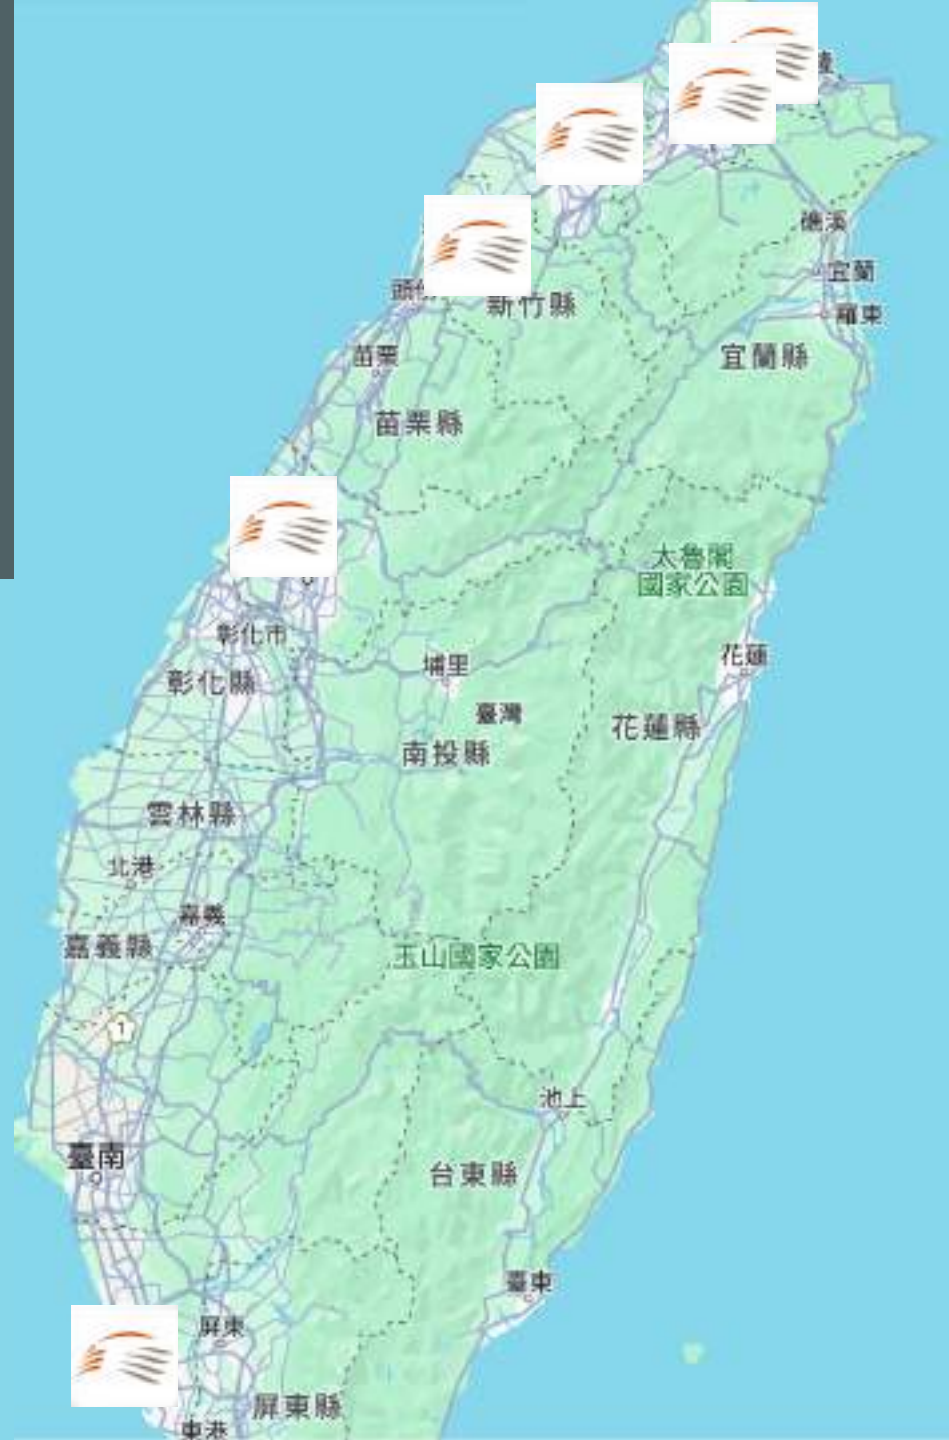 礁溪
宜蘭
羅東
宜蘭縣
新竹縣
苗栗
苗栗縣
太魯閣
國家公園
彰化市
彰化縣
埔里
臺灣
南投縣
花蓮
花蓮縣
雲林縣
北港
嘉義
嘉義縣
玉山國家公園
1
池上
臺南
台東縣
臺東
屏東
屏東縣
東港